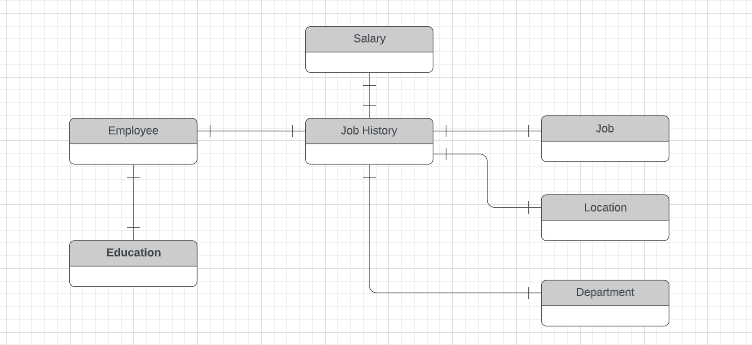 Salary
Employee
Job History
Job
Location
Education
Department